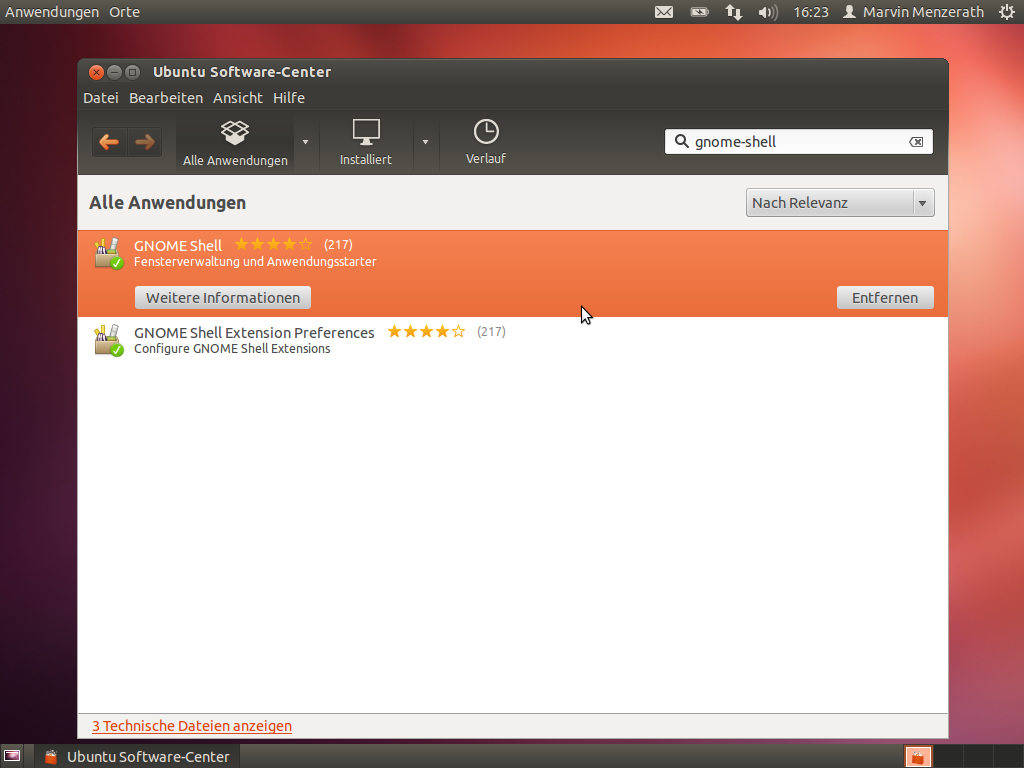 Anwendungen Orte 16:23 Marvin Menzerath
Ubuntu Software-Center
Datei Bearbeiten Ansicht Hilfe
Alle Anwendungen Installiert Verlauf gnome-shell
Alle Anwendungen Nach Relevanz
GNOME Shell (217)
Fensterverwaltung und Anwendungsstarter
Weitere Informationen Entfernen
GNOME Shell Extension Preferences (217)
Configure GNOME Shell Extensions
3 Technische Dateien anzeigen
Ubuntu Software-Center